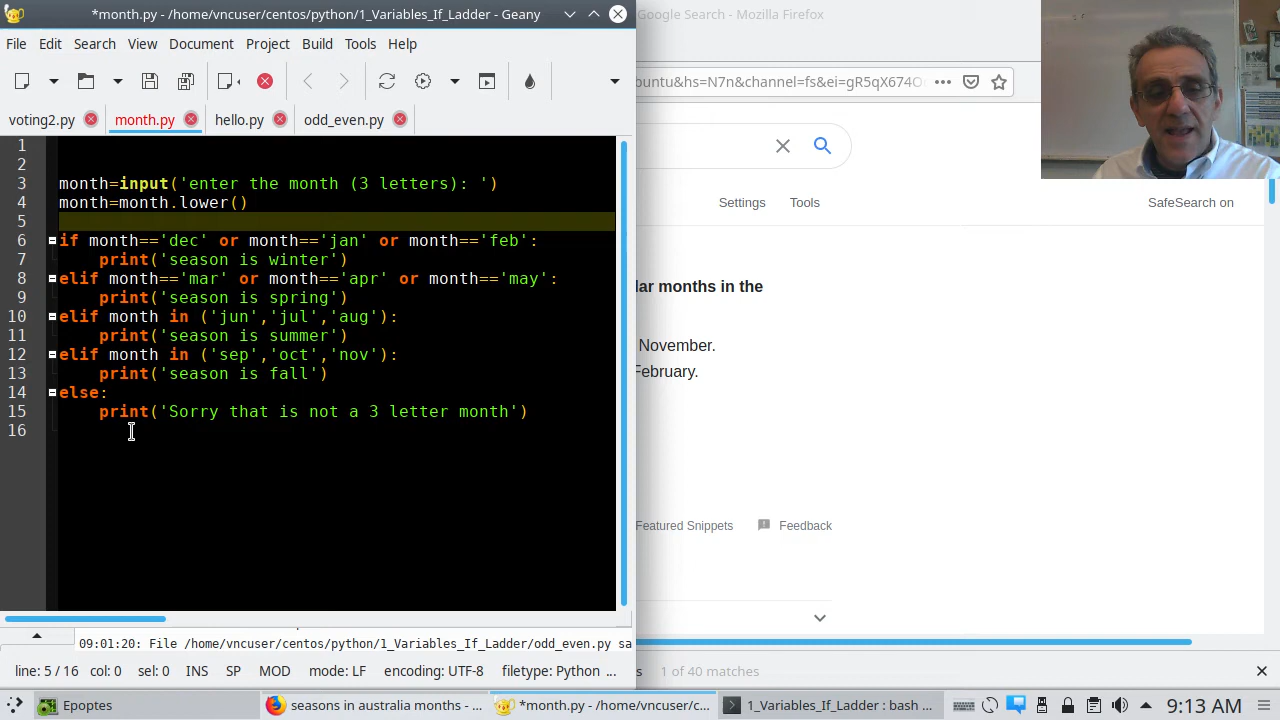 *month.py - /home/vncuser/centos/python/1_Variables_If_Ladder - Geany
Google Search - Mozilla Firefox
File Edit Search View Document Project Build Tools Help
buntu&hs=N7n&channel=fs&ei=gR5qX674O
voting2.py month.py hello.py odd_even.py
1
2
3 month=input('enter the month (3 letters): ')
4 month=month.lower()
5
6 if month=='dec' or month=='jan' or month=='feb':
7 print('season is winter')
8 elif month=='mar' or month=='apr' or month=='may':
9 print('season is spring')
10 elif month in ('jun','jul','aug'):
11 print('season is summer')
12 elif month in ('sep','oct','nov'):
13 print('season is fall')
14 else:
15 print('Sorry that is not a 3 letter month')
16
Settings Tools SafeSearch on
lar months in the
November.
February.
Featured Snippets Feedback
09:01:20: File /home/vncuser/centos/python/1_Variables_If_Ladder/odd_even.py sa
line: 5 / 16 col: 0 sel: 0 INS SP MOD mode: LF encoding: UTF-8 filetype: Python ...
s 1 of 40 matches
Epoptes seasons in australia months - ... *month.py - /home/vncuser/c... 1_Variables_If_Ladder : bash ... 9:13 AM